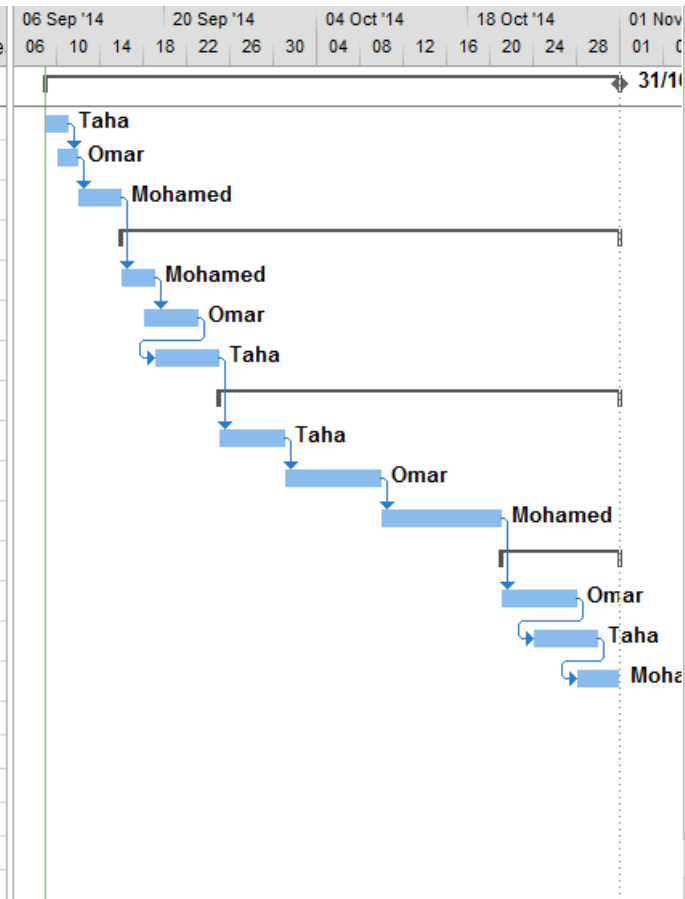 06 Sep '14 20 Sep '14 04 Oct '14 18 Oct '14 01 Nov
06 10 14 18 22 26 30 04 08 12 16 20 24 28 01
31/10
Taha
Omar
Mohamed
Mohamed
Omar
Taha
Taha
Omar
Mohamed
Omar
Taha
Moha